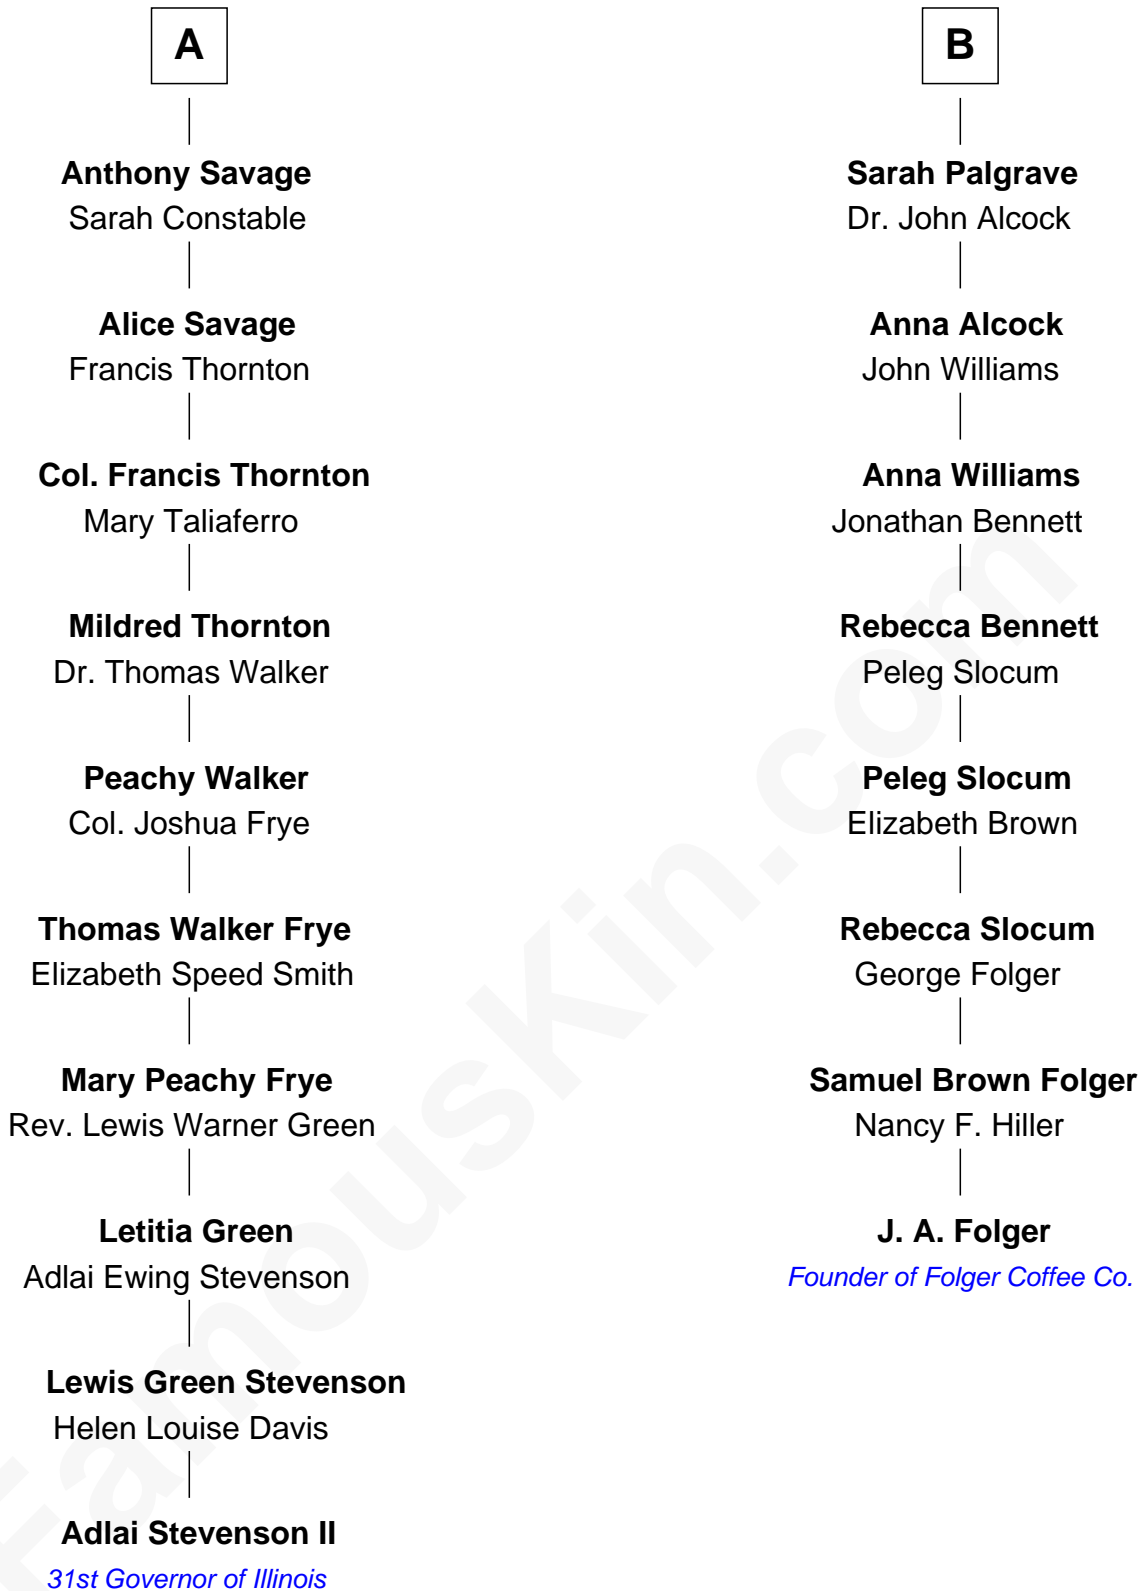 A
Anthony Savage
Sarah Constable
Alice Savage
Francis Thornton
Col. Francis Thornton
Mary Taliaferro
Mildred Thornton
Dr. Thomas Walker
Peachy Walker
Col. Joshua Frye
Thomas Walker Frye
Elizabeth Speed Smith
Mary Peachy Frye
Rev. Lewis Warner Green
Letitia Green
Adlai Ewing Stevenson
Lewis Green Stevenson
Helen Louise Davis
Adlai Stevenson II
31st Governor of Illinois
B
Sarah Palgrave
Dr. John Alcock
Anna Alcock
John Williams
Anna Williams
Jonathan Bennett
Rebecca Bennett
Peleg Slocum
Peleg Slocum
Elizabeth Brown
Rebecca Slocum
George Folger
Samuel Brown Folger
Nancy F. Hiller
J. A. Folger
Founder of Folger Coffee Co.
FamousKin.com